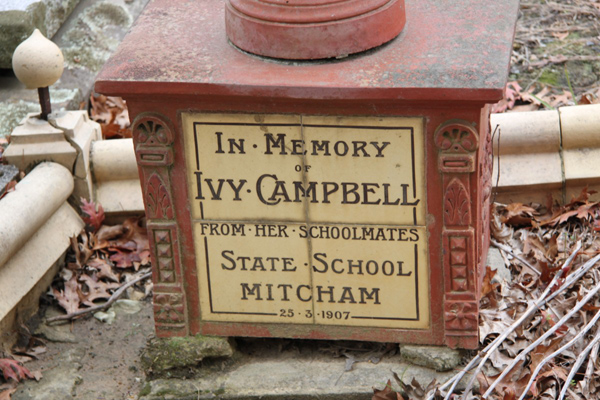 IN · MEMORY
OF
IVY · CAMPBELL
FROM · HER · SCHOOLMATES
STATE · SCHOOL
MITCHAM
25 · 3 · 1907